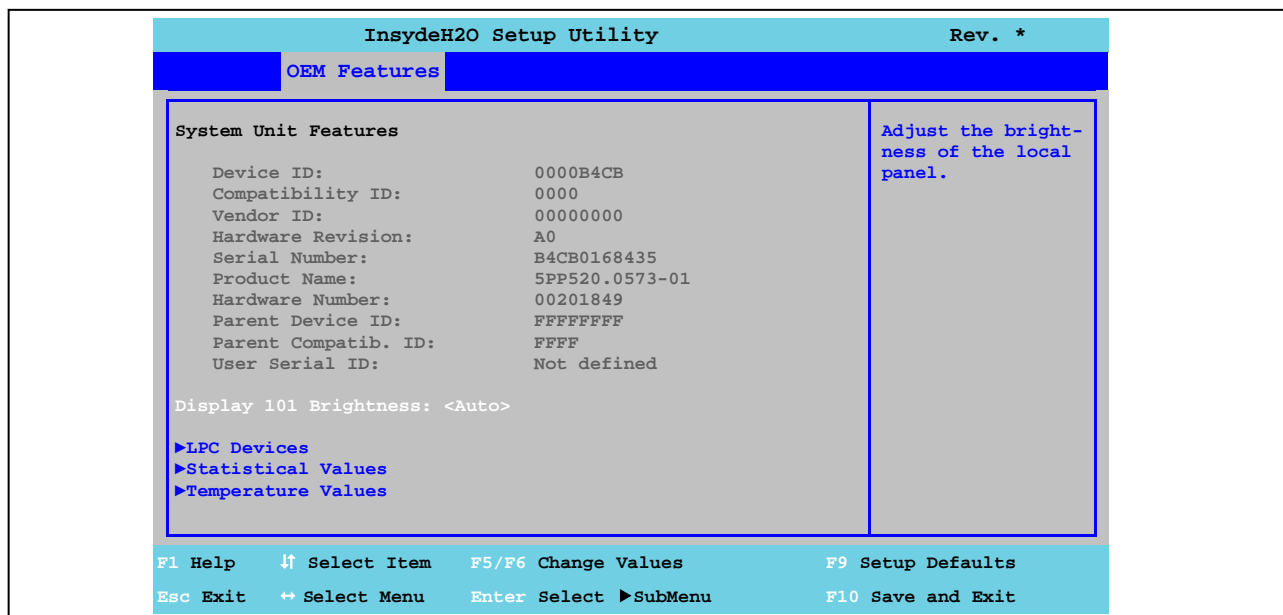 InsydeH2O Setup Utility Rev. *
OEM Features
System Unit Features
Device ID: 0000B4CB
Compatibility ID: 0000
Vendor ID: 00000000
Hardware Revision: A0
Serial Number: B4CB0168435
Product Name: 5PP520.0573-01
Hardware Number: 00201849
Parent Device ID: FFFFFFFF
Parent Compatib. ID: FFFF
User Serial ID: Not defined
Display 101 Brightness: <Auto>
►LPC Devices
►Statistical Values
►Temperature Values
Adjust the bright-
ness of the local
panel.
F1 Help ↓↑ Select Item F5/F6 Change Values F9 Setup Defaults
Esc Exit ↔ Select Menu Enter Select ►SubMenu F10 Save and Exit